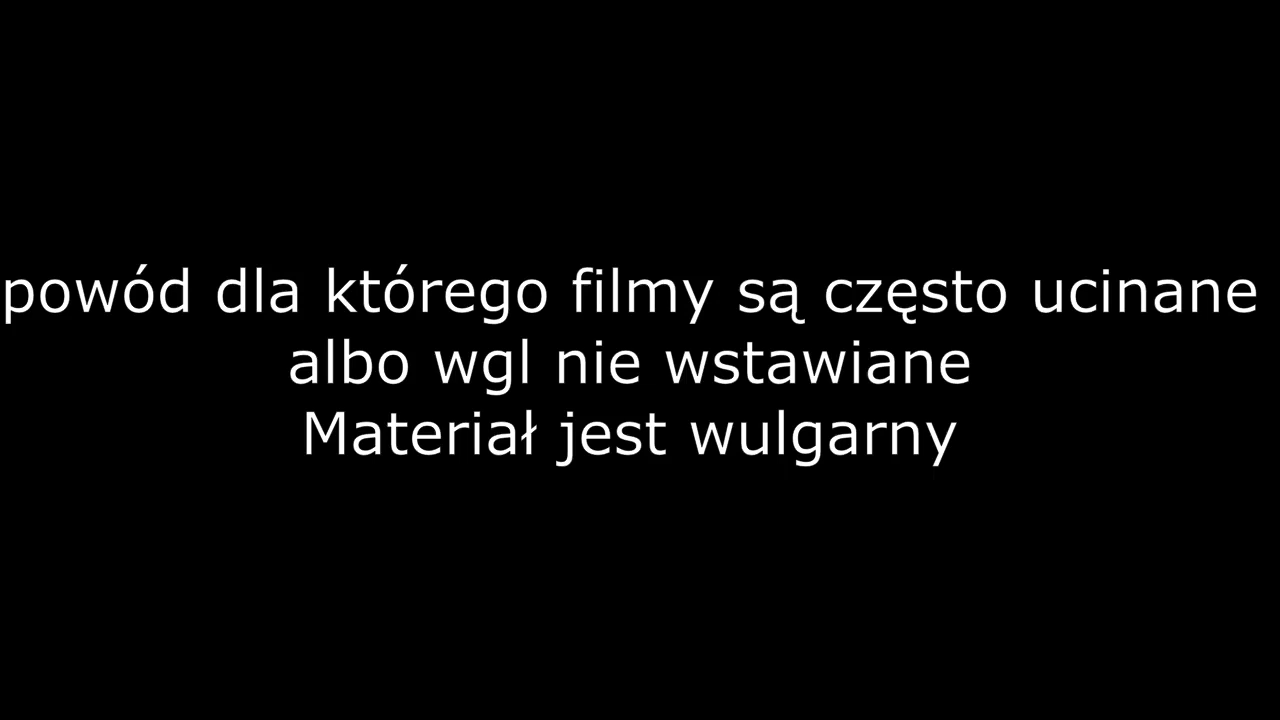 powód dla którego filmy są często ucinane
albo wgl nie wstawiane
Materiał jest wulgarny